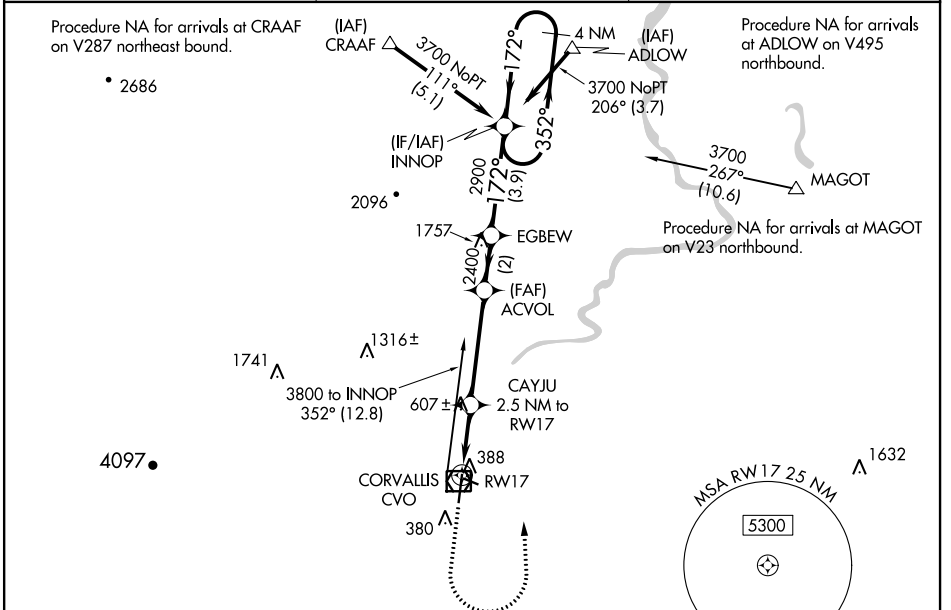 Procedure NA for arrivals at CRAAF
on V287 northeast bound.
2686
(IAF)
CRAAF
3700 NoPT
111°
(5.1)
172°
4 NM
(IAF)
ADLOW
3700 NoPT
206° (3.7)
352°
Procedure NA for arrivals
at ADLOW on V495
northbound.
(IF/IAF)
INNOP
2900
172°
(3.9)
3700
267°
(10.6)
MAGOT
2096
Procedure NA for arrivals at MAGOT
on V23 northbound.
1757
EGBEW
2400
(2)
(FAF)
ACVOL
1316±
1741
3800 to INNOP
352° (12.8)
607±
CAYJU
2.5 NM to
RW17
4097
388
CORVALLIS
CVO
RW17
380
1632
MSA RW17 25 NM
5300